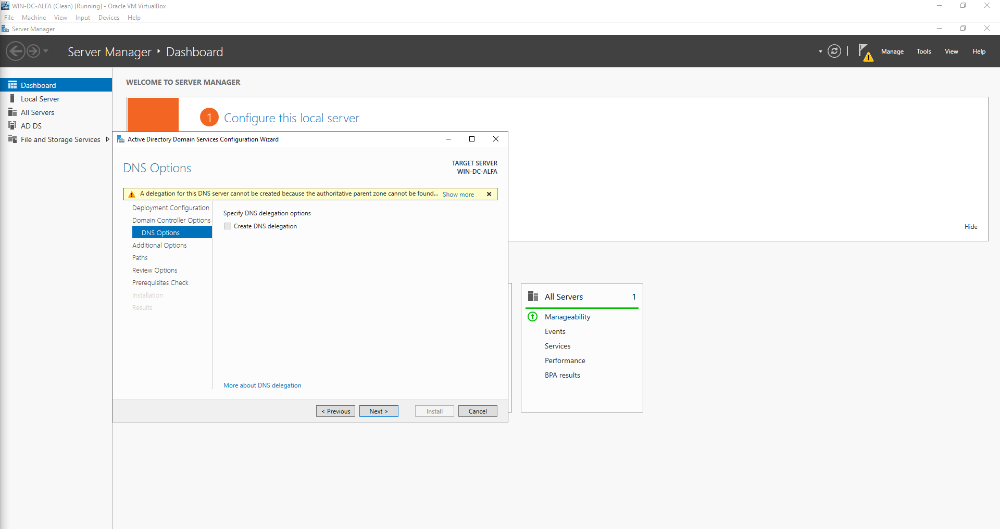 WIN-DC-ALFA (Clean) [Running] - Oracle VM VirtualBox
File Machine View Input Devices Help
Server Manager
Server Manager ‣ Dashboard
Manage Tools View Help
Dashboard
Local Server
All Servers
AD DS
File and Storage Services
WELCOME TO SERVER MANAGER
1 Configure this local server
Hide
Active Directory Domain Services Configuration Wizard
DNS Options
TARGET SERVER
WIN-DC-ALFA
A delegation for this DNS server cannot be created because the authoritative parent zone cannot be found... Show more
Deployment Configuration
Domain Controller Options
DNS Options
Additional Options
Paths
Review Options
Prerequisites Check
Installation
Results
Specify DNS delegation options
Create DNS delegation
More about DNS delegation
< Previous Next > Install Cancel
All Servers 1
Manageability
Events
Services
Performance
BPA results